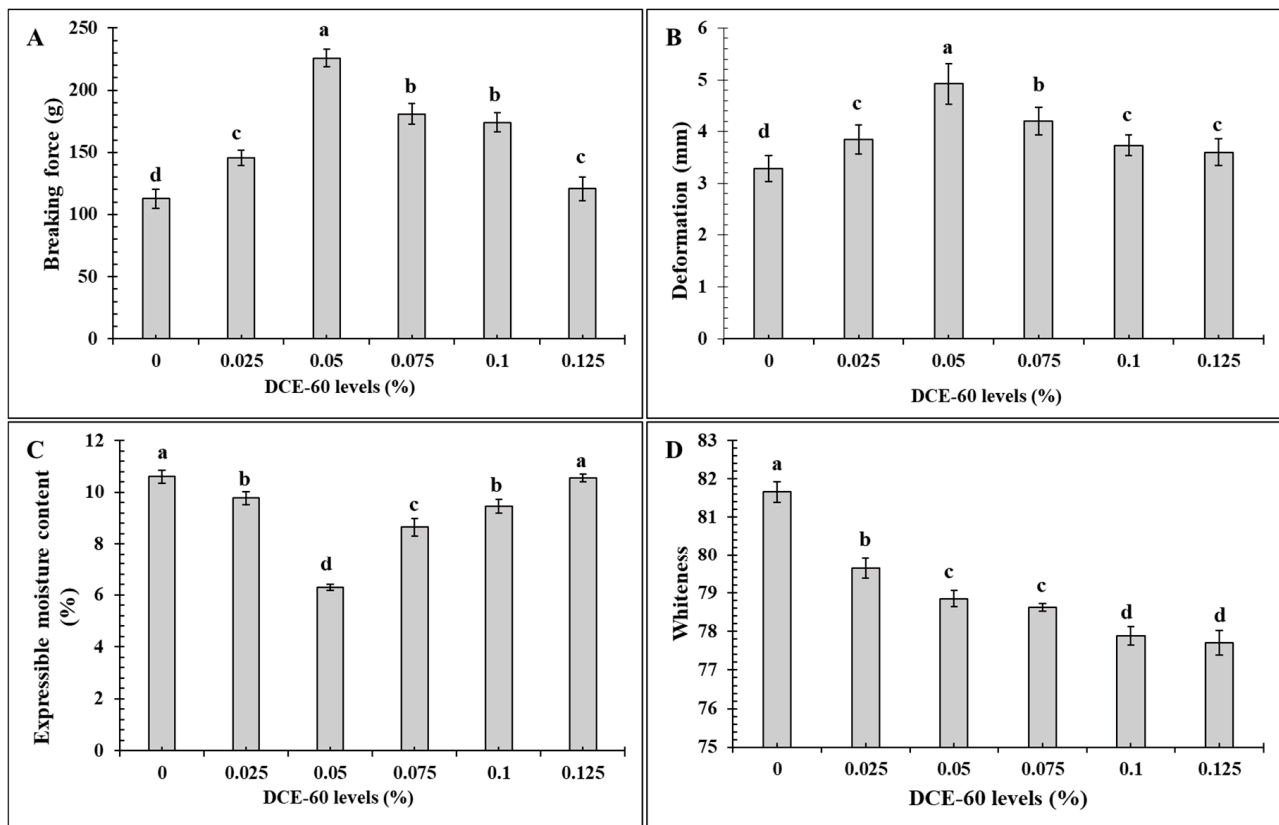 A
Breaking force (g)
250
200
150
100
50
0
d
c
a
b
b
c
0 0.025 0.05 0.075 0.1 0.125
DCE-60 levels (%)
B
Deformation (mm)
6
5
4
3
2
1
0
d
c
a
b
c
c
0 0.025 0.05 0.075 0.1 0.125
DCE-60 levels (%)
C
Expressible moisture content
(%)
12
10
8
6
4
2
0
a
b
d
c
b
a
0 0.025 0.05 0.075 0.1 0.125
DCE-60 levels (%)
D
Whiteness
83
82
81
80
79
78
77
76
75
a
b
c
c
d
d
0 0.025 0.05 0.075 0.1 0.125
DCE-60 levels (%)